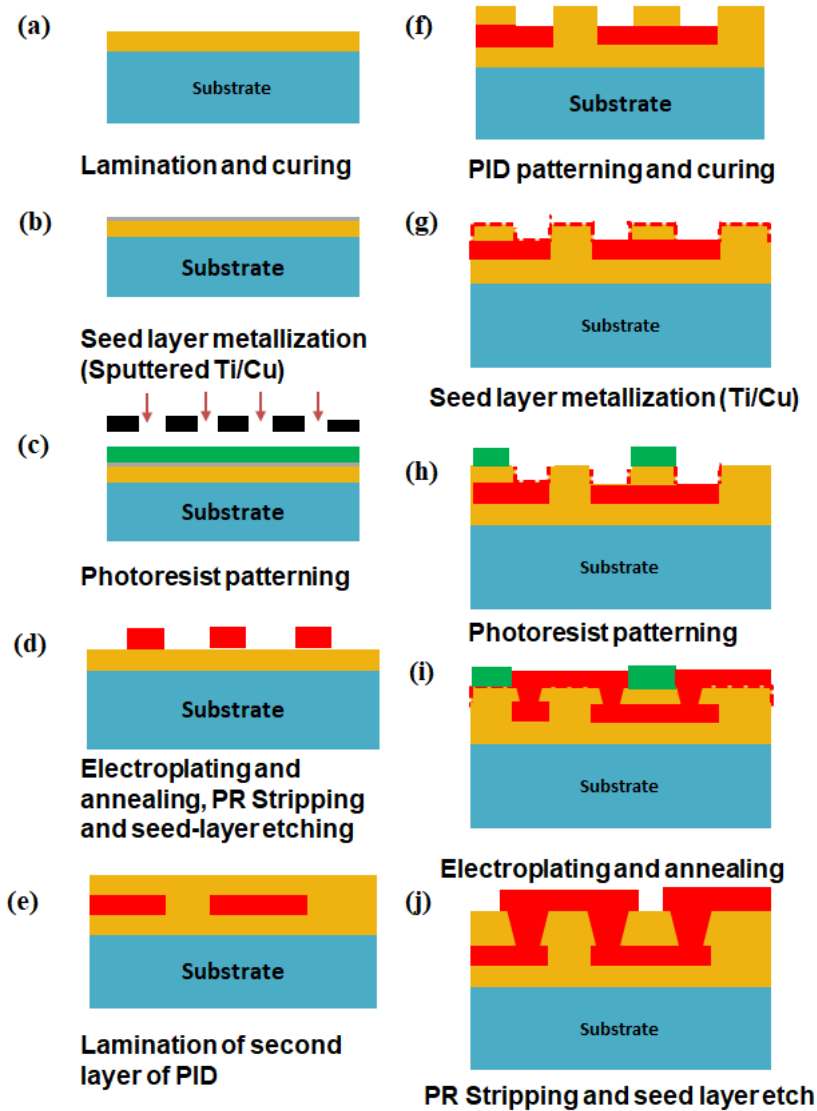 (a)
Substrate
Lamination and curing
(b)
Substrate
Seed layer metallization
(Sputtered Ti/Cu)
(c)
Substrate
Photoresist patterning
(d)
Substrate
Electroplating and
annealing, PR Stripping
and seed-layer etching
(e)
Substrate
Lamination of second
layer of PID
(f)
Substrate
PID patterning and curing
(g)
Substrate
Seed layer metallization (Ti/Cu)
(h)
Substrate
Photoresist patterning
(i)
Substrate
Electroplating and annealing
(j)
Substrate
PR Stripping and seed layer etch